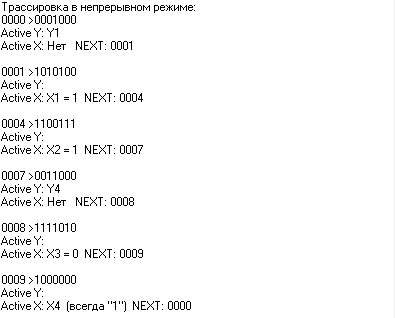 Трассировка в непрерывном режиме:
0000 >0001000
Active Y: Y1
Active X: Нет NEXT: 0001
0001 >1010100
Active Y:
Active X: X1 = 1 NEXT: 0004
0004 >1100111
Active Y:
Active X: X2 = 1 NEXT: 0007
0007 >0011000
Active Y: Y4
Active X: Нет NEXT: 0008
0008 >1111010
Active Y:
Active X: X3 = 0 NEXT: 0009
0009 >1000000
Active Y:
Active X: X4 (всегда "1") NEXT: 0000